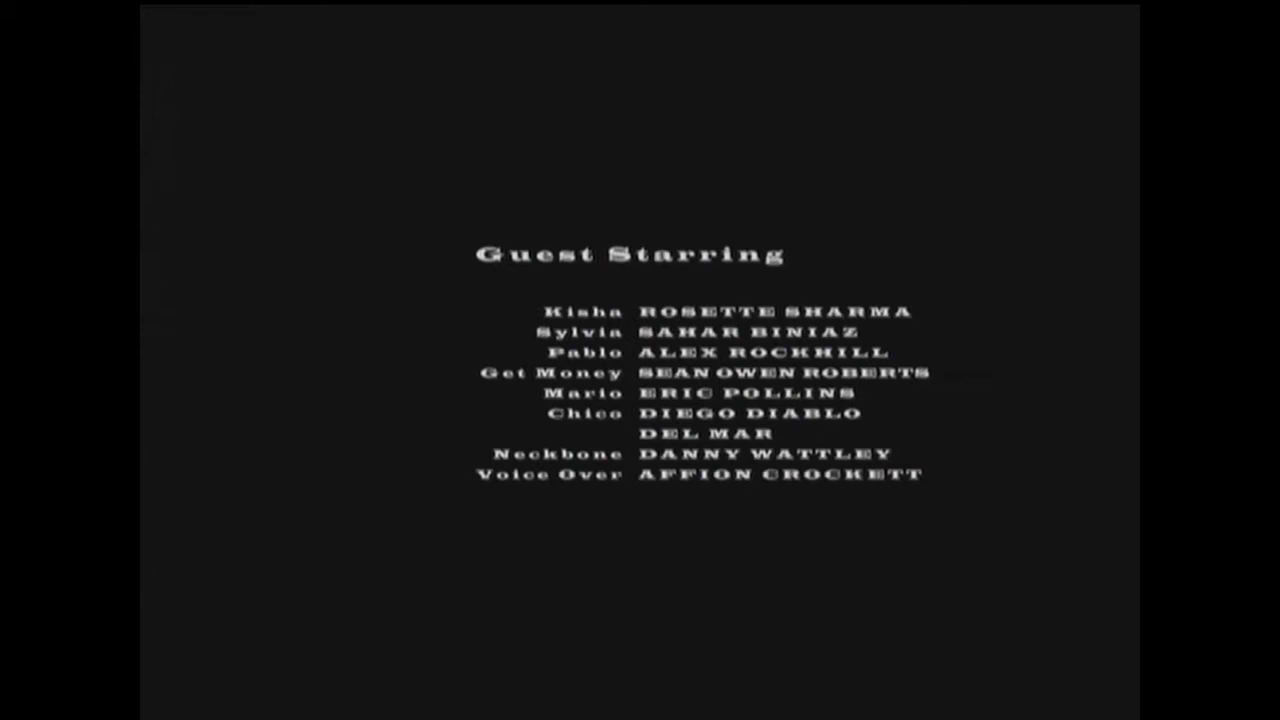 Guest Starring
Kisha ROSETTE SHARMA
Sylvia SAHAR BINIAZ
Pablo ALEX ROCKHILL
Get Money SEAN OWEN ROBERTS
Mario ERIC POLLINS
Chico DIEGO DIABLO
DEL MAR
Neckbone DANNY WATTLEY
Voice Over AFFION CROCKETT